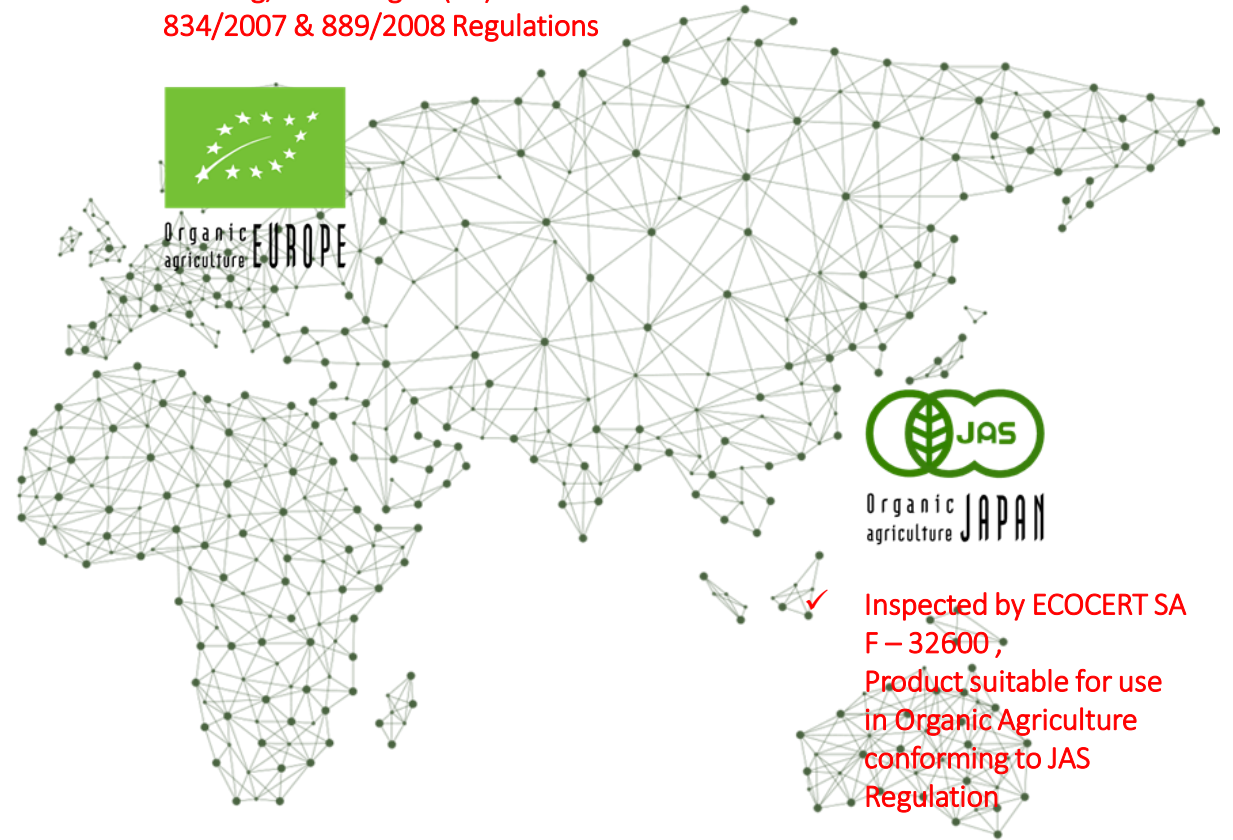 834/2007 & 889/2008 Regulations
Organic
agriculture EUROPE
JAS
Organic
agriculture JAPAN
✓ Inspected by ECOCERT SA
F – 32600 ,
Product suitable for use
in Organic Agriculture
conforming to JAS
Regulation